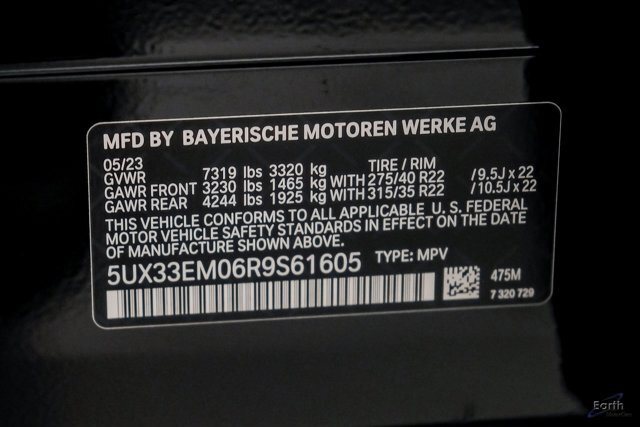 MFD BY BAYERISCHE MOTOREN WERKE AG
05/23
GVWR 7319 lbs 3320 kg TIRE / RIM
GAWR FRONT 3230 lbs 1465 kg WITH 275/40 R22 / 9.5J x 22
GAWR REAR 4244 lbs 1925 kg WITH 315/35 R22 / 10.5J x 22
THIS VEHICLE CONFORMS TO ALL APPLICABLE U. S. FEDERAL
MOTOR VEHICLE SAFETY STANDARDS IN EFFECT ON THE DATE
OF MANUFACTURE SHOWN ABOVE.
5UX33EM06R9S61605 TYPE: MPV
475M
7 320 729
Earth